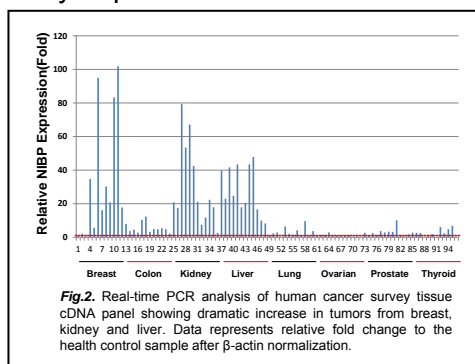 Relative NIBP Expression(Fold)
120
100
80
60
40
20
0
1 4 7 10 13 16 19 22 25 28 31 34 37 40 43 46 49 52 55 58 61 64 67 70 73 76 79 82 85 88 91 94
Breast Colon Kidney Liver Lung Ovarian Prostate Thyroid
Fig.2. Real-time PCR analysis of human cancer survey tissue
cDNA panel showing dramatic increase in tumors from breast,
kidney and liver. Data represents relative fold change to the
health control sample after β-actin normalization.